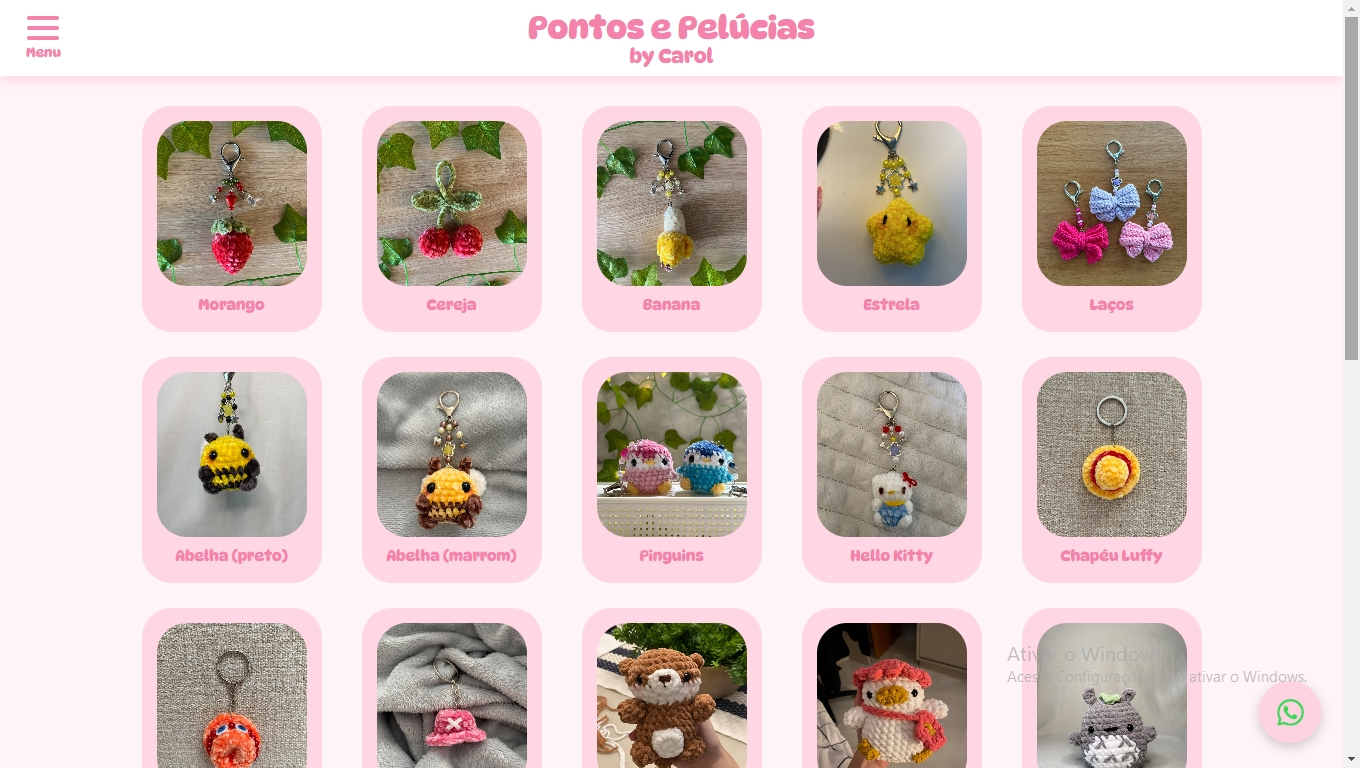 Menu
Pontos e Pelúcias
by Carol
Morango
Cereja
Banana
Estrela
Laços
Abelha (preto)
Abelha (marrom)
Pinguins
Hello Kitty
Chapéu Luffy
Ativar o Windows
Acesse Configurações para ativar o Windows.